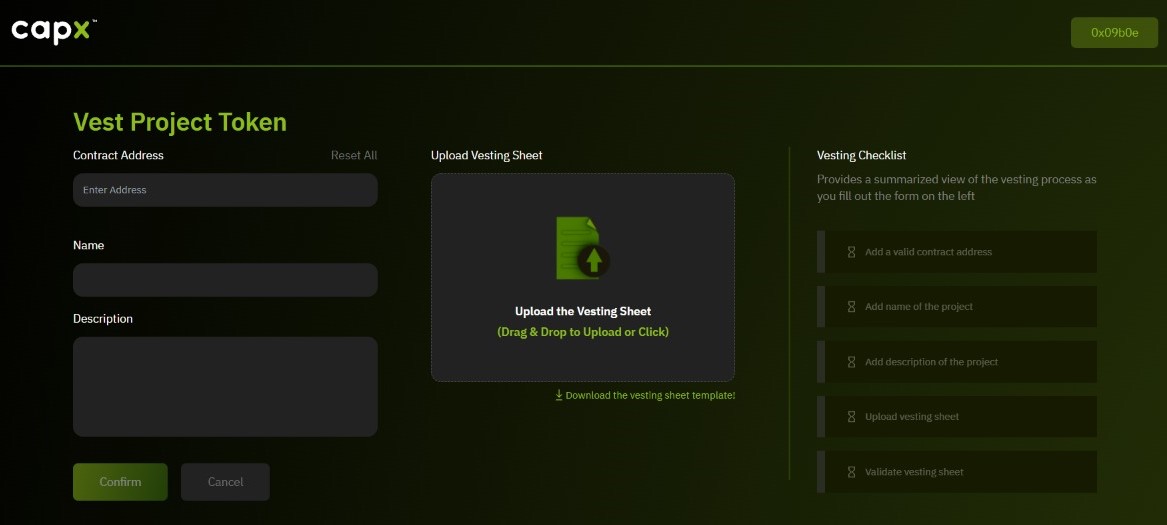 capx™
0x09b0e
Vest Project Token
Contract Address
Reset All
Enter Address
Name
Description
Confirm
Cancel
Upload Vesting Sheet
Upload the Vesting Sheet
(Drag & Drop to Upload or Click)
Download the vesting sheet template!
Vesting Checklist
Provides a summarized view of the vesting process as
you fill out the form on the left
Add a valid contract address
Add name of the project
Add description of the project
Upload vesting sheet
Validate vesting sheet